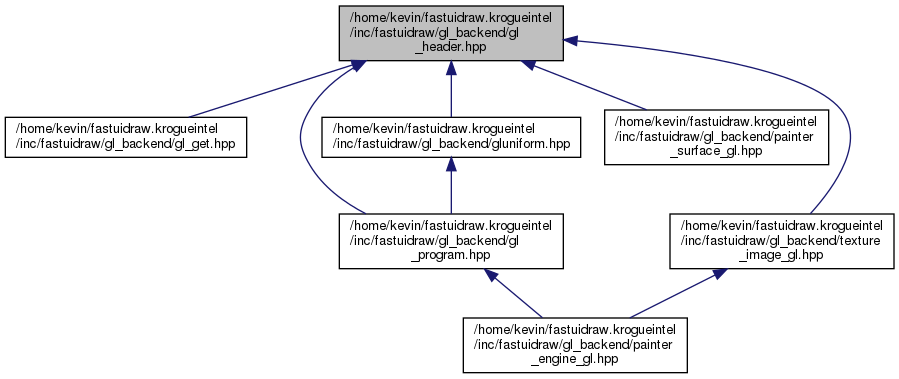 /home/kevin/fastuidraw.krogueintel
/inc/fastuidraw/gl_backend/gl
_header.hpp
/home/kevin/fastuidraw.krogueintel
/inc/fastuidraw/gl_backend/gl_get.hpp
/home/kevin/fastuidraw.krogueintel
/inc/fastuidraw/gl_backend/gluniform.hpp
/home/kevin/fastuidraw.krogueintel
/inc/fastuidraw/gl_backend/painter
_surface_gl.hpp
/home/kevin/fastuidraw.krogueintel
/inc/fastuidraw/gl_backend/gl
_program.hpp
/home/kevin/fastuidraw.krogueintel
/inc/fastuidraw/gl_backend/texture
_image_gl.hpp
/home/kevin/fastuidraw.krogueintel
/inc/fastuidraw/gl_backend/painter
_engine_gl.hpp